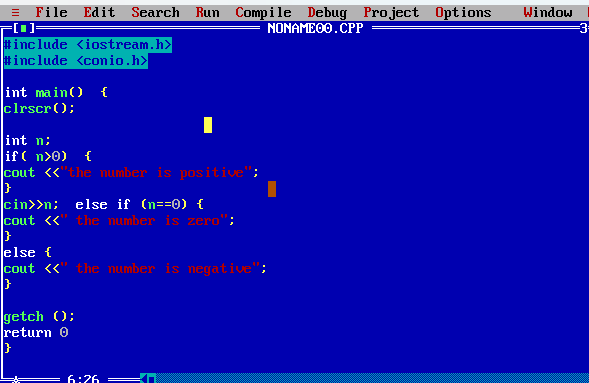 ≡ File Edit Search Run Compile Debug Project Options Window
[■] NONAME00.CPP 3
#include <iostream.h>
#include <conio.h>
int main() {
clrscr();
int n;
if( n>0) {
cout <<"the number is positive";
}
cin>>n; else if (n==0) {
cout <<" the number is zero";
}
else {
cout <<" the number is negative";
}
getch ();
return 0
}
6:26